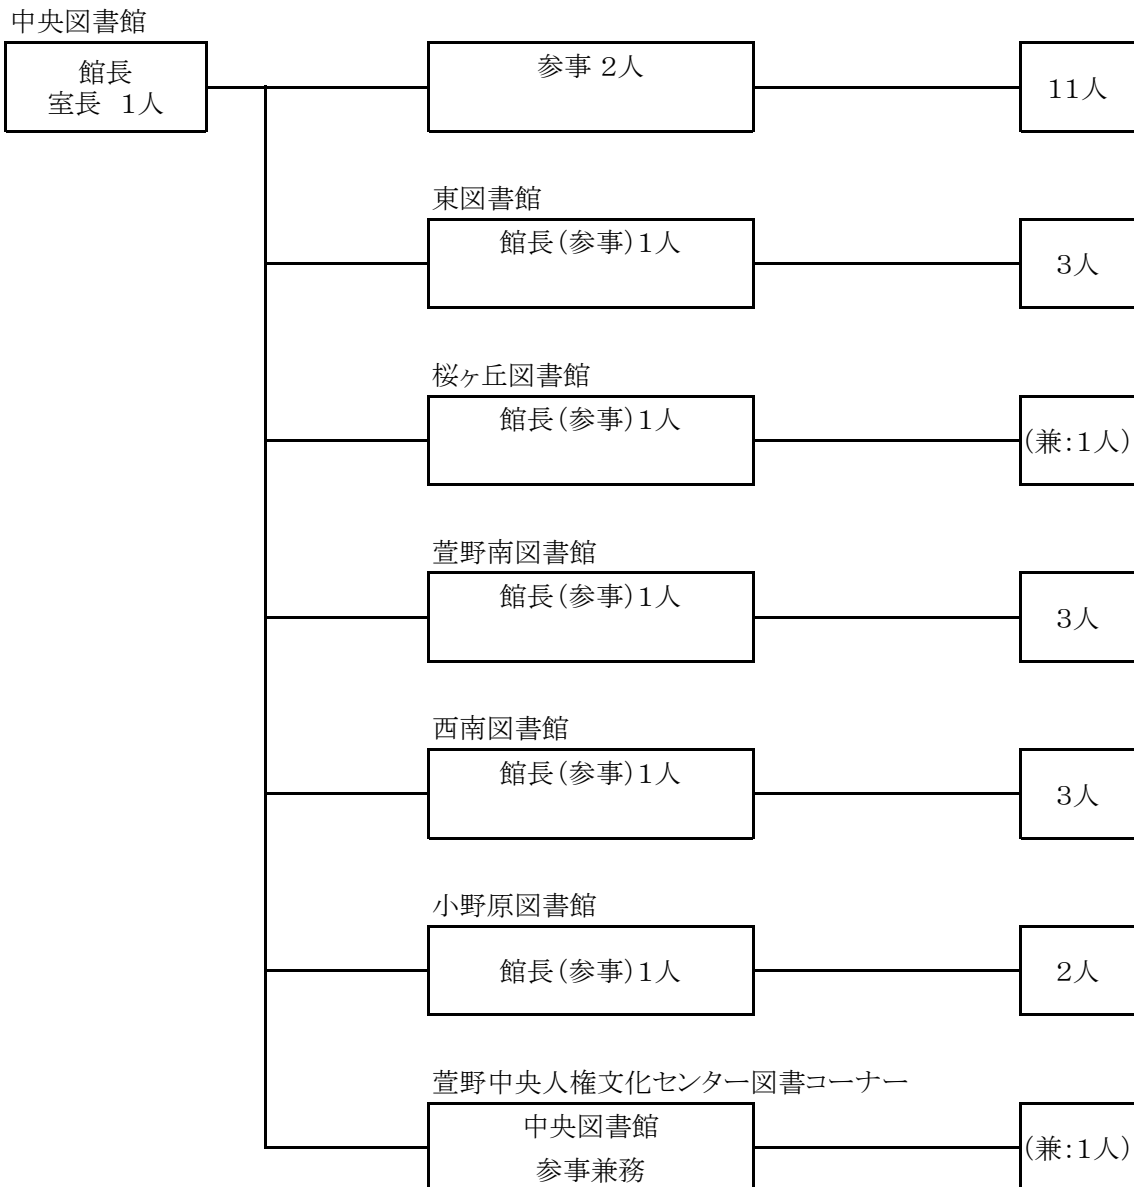 中央図書館
館長
室長 1人
参事 2人
11人
東図書館
館長(参事)1人
3人
桜ヶ丘図書館
館長(参事)1人
(兼:1人)
萱野南図書館
館長(参事)1人
3人
西南図書館
館長(参事)1人
3人
小野原図書館
館長(参事)1人
2人
萱野中央人権文化センター図書コーナー
中央図書館
参事兼務
(兼:1人)